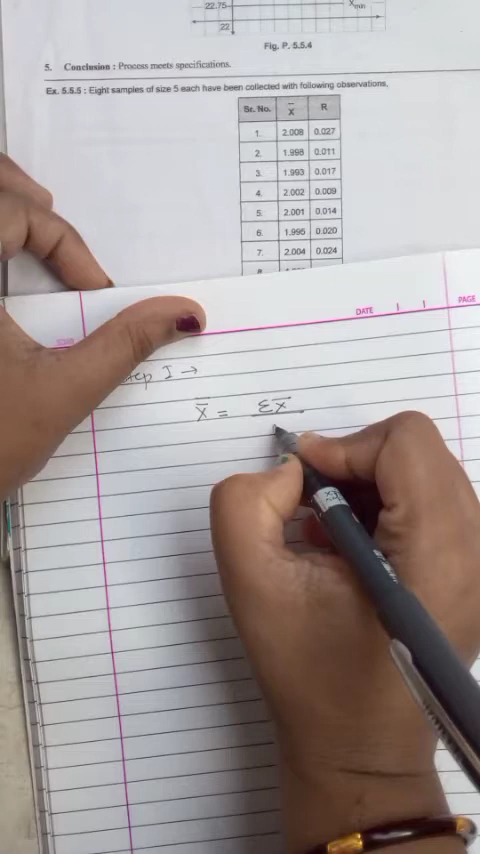 22.75
X min
22
Fig. P. 5.5.4
5. Conclusion : Process meets specifications.
Ex. 5.5.5 : Eight samples of size 5 each have been collected with following observations,
Sr. No. X̅ R
1. 2.008 0.027
2. 1.998 0.011
3. 1.993 0.017
4. 2.002 0.009
5. 2.001 0.014
6. 1.995 0.020
7. 2.004 0.024
DATE
PAGE
Step I →
X̿ = ΣX̅